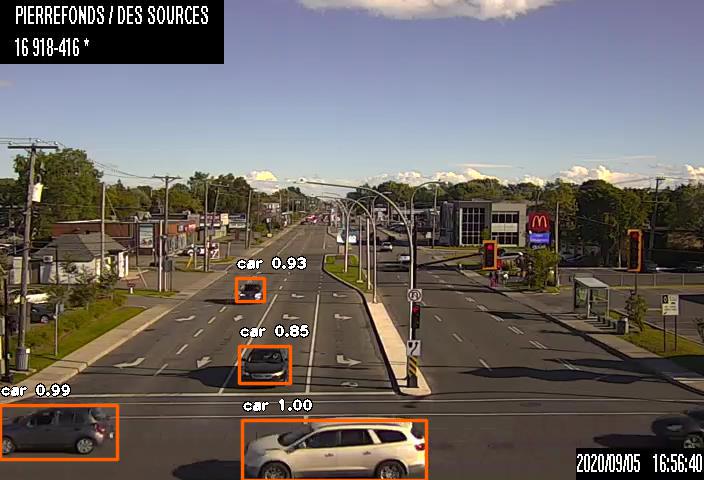 PIERREFONDS / DES SOURCES
16 918-416 *
car 0.93
car 0.85
car 0.99
car 1.00
2020/09/05 16:56:40